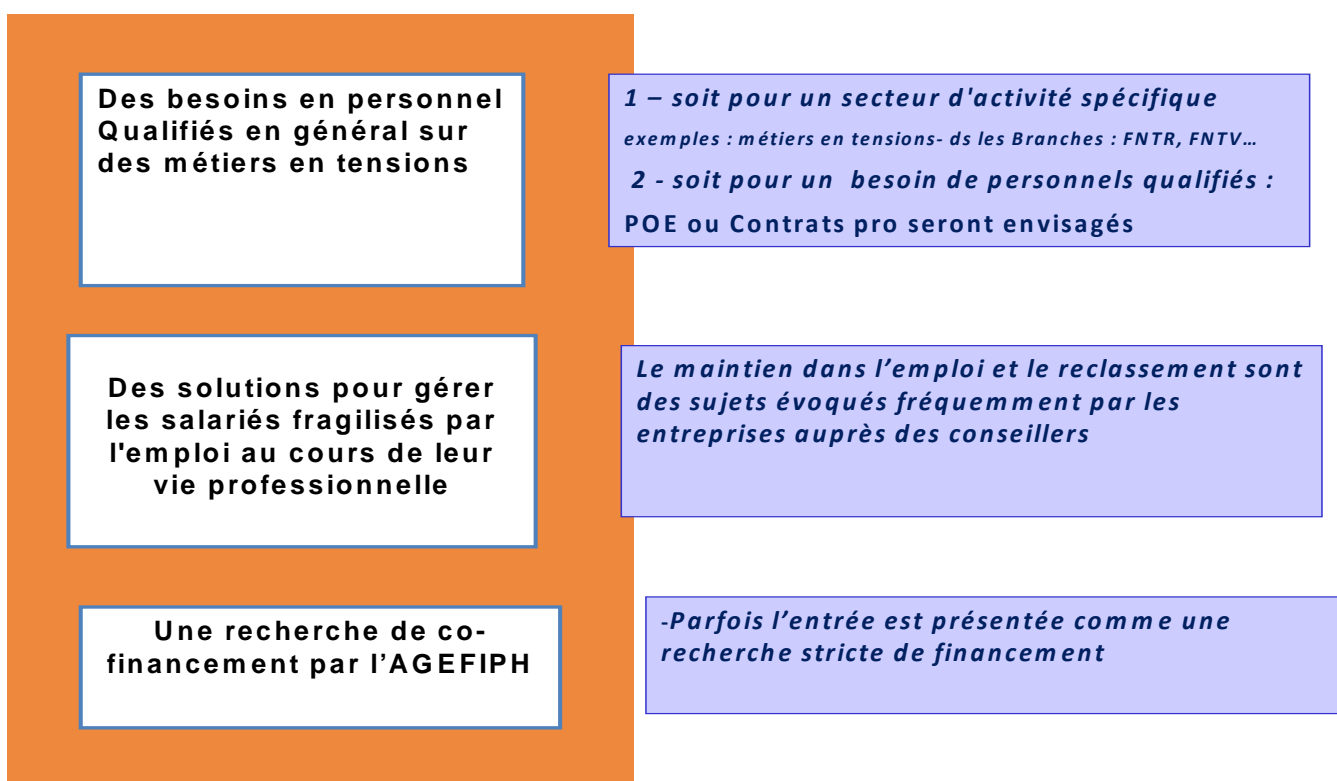 Des besoins en personnel
Qualifiés en général sur
des métiers en tensions
1 – soit pour un secteur d'activité spécifique
exemples : métiers en tensions- ds les Branches : FNTR, FNTV…
2 - soit pour un besoin de personnels qualifiés :
POE ou Contrats pro seront envisagés
Des solutions pour gérer
les salariés fragilisés par
l'emploi au cours de leur
vie professionnelle
Le maintien dans l’emploi et le reclassement sont
des sujets évoqués fréquemment par les
entreprises auprès des conseillers
Une recherche de co-
financement par l’AGEFIPH
-Parfois l’entrée est présentée comme une
recherche stricte de financement